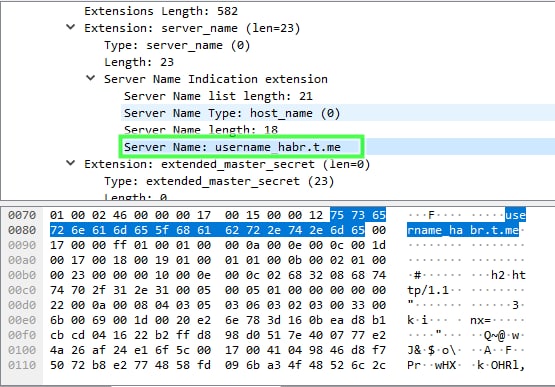 Extensions Length: 582
Extension: server_name (len=23)
Type: server_name (0)
Length: 23
Server Name Indication extension
Server Name list length: 21
Server Name Type: host_name (0)
Server Name length: 18
Server Name: username_habr.t.me
Extension: extended_master_secret (len=0)
Type: extended_master_secret (23)
Length: 0
0070 01 00 02 46 00 00 00 17 00 15 00 00 12 75 73 65 ···F···· ·····use
0080 72 6e 61 6d 65 5f 68 61 62 72 2e 74 2e 6d 65 00 rname_ha br.t.me·
0090 17 00 00 ff 01 00 01 00 00 0a 00 0e 00 0c 00 1d
00a0 00 17 00 18 00 19 01 00 01 01 00 0b 00 02 01 00
00b0 00 23 00 00 00 10 00 0e 00 0c 02 68 32 08 68 74 ·#······ ···h2·ht
00c0 74 70 2f 31 2e 31 00 05 00 05 01 00 00 00 00 00 tp/1.1·· ········
00d0 22 00 0a 00 08 04 03 05 03 06 03 02 03 00 33 00 "······· ······3·
00e0 6b 00 69 00 1d 00 20 e2 6e 78 3d 16 0b ea d8 b1 k·i··· · nx=·····
00f0 cb cd 04 16 22 b2 ff d8 98 d0 51 7e 40 07 77 e2 ····"··· ··Q~@·w·
0100 4a 26 af 24 e1 6f 5c 00 17 00 41 04 98 46 d8 f7 J&·$·o\· ··A··F··
0110 50 72 b8 e2 77 48 58 fd 09 6b a3 4f 48 52 6c 2c Pr··wHX· ·k·OHRl,